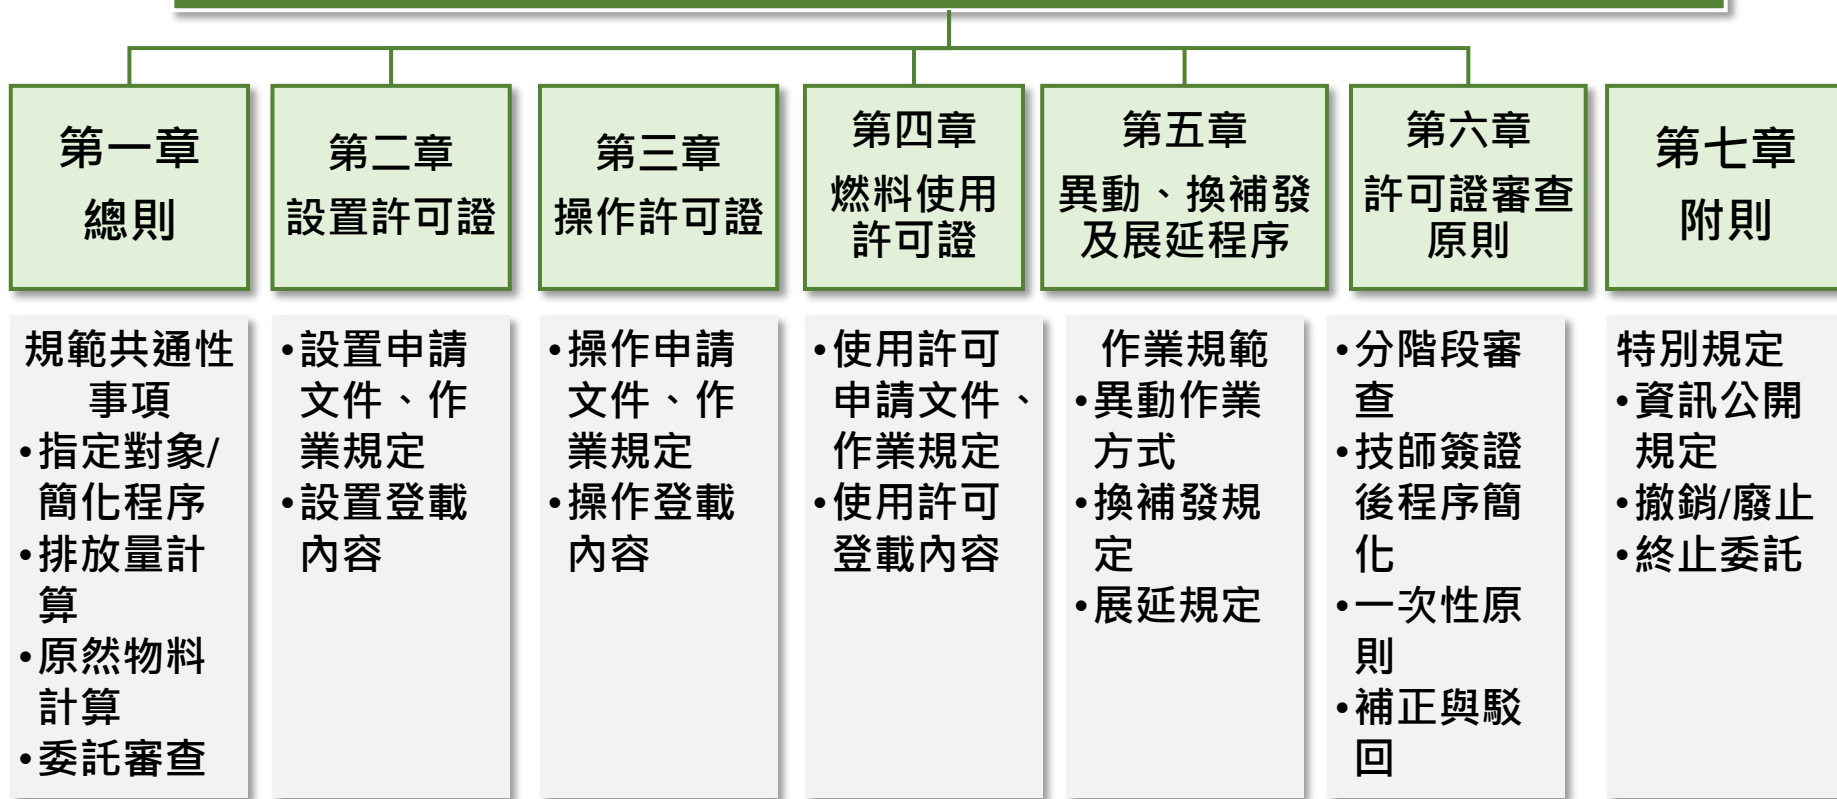 第一章
總則
第二章
設置許可證
第三章
操作許可證
第四章
燃料使用
許可證
第五章
異動、換補發
及展延程序
第六章
許可證審查
原則
第七章
附則
規範共通性
事項
•指定對象/
簡化程序
•排放量計
算
•原然物料
計算
•委託審查
•設置申請
文件、作
業規定
•設置登載
內容
•操作申請
文件、作
業規定
•操作登載
內容
•使用許可
申請文件、
作業規定
•使用許可
登載內容
作業規範
•異動作業
方式
•換補發規
定
•展延規定
•分階段審
查
•技師簽證
後程序簡
化
•一次性原
則
•補正與駁
回
特別規定
•資訊公開
規定
•撤銷/廢止
•終止委託